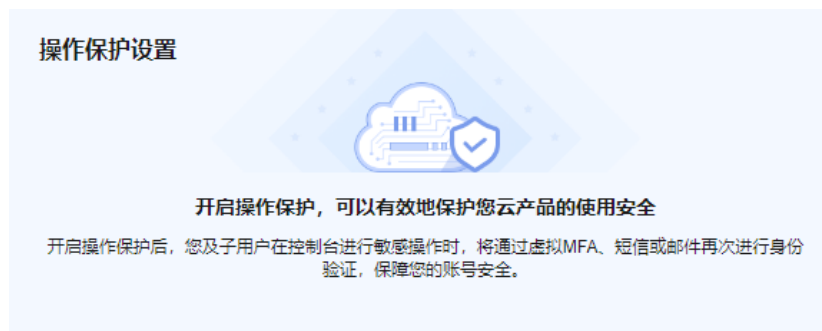 操作保护设置
开启操作保护，可以有效地保护您云产品的使用安全
开启操作保护后，您及子用户在控制台进行敏感操作时，将通过虚拟MFA、短信或邮件再次进行身份
验证，保障您的账号安全。